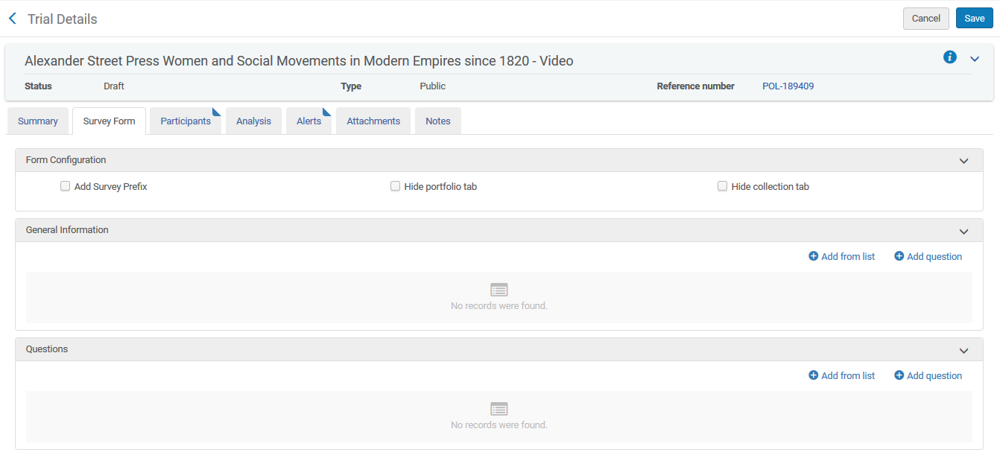 Trial Details
Cancel
Save
Alexander Street Press Women and Social Movements in Modern Empires since 1820 - Video
Status Draft Type Public Reference number POL-189409
Summary Survey Form Participants Analysis Alerts Attachments Notes
Form Configuration
Add Survey Prefix Hide portfolio tab Hide collection tab
General Information
Add from list Add question
No records were found.
Questions
Add from list Add question
No records were found.